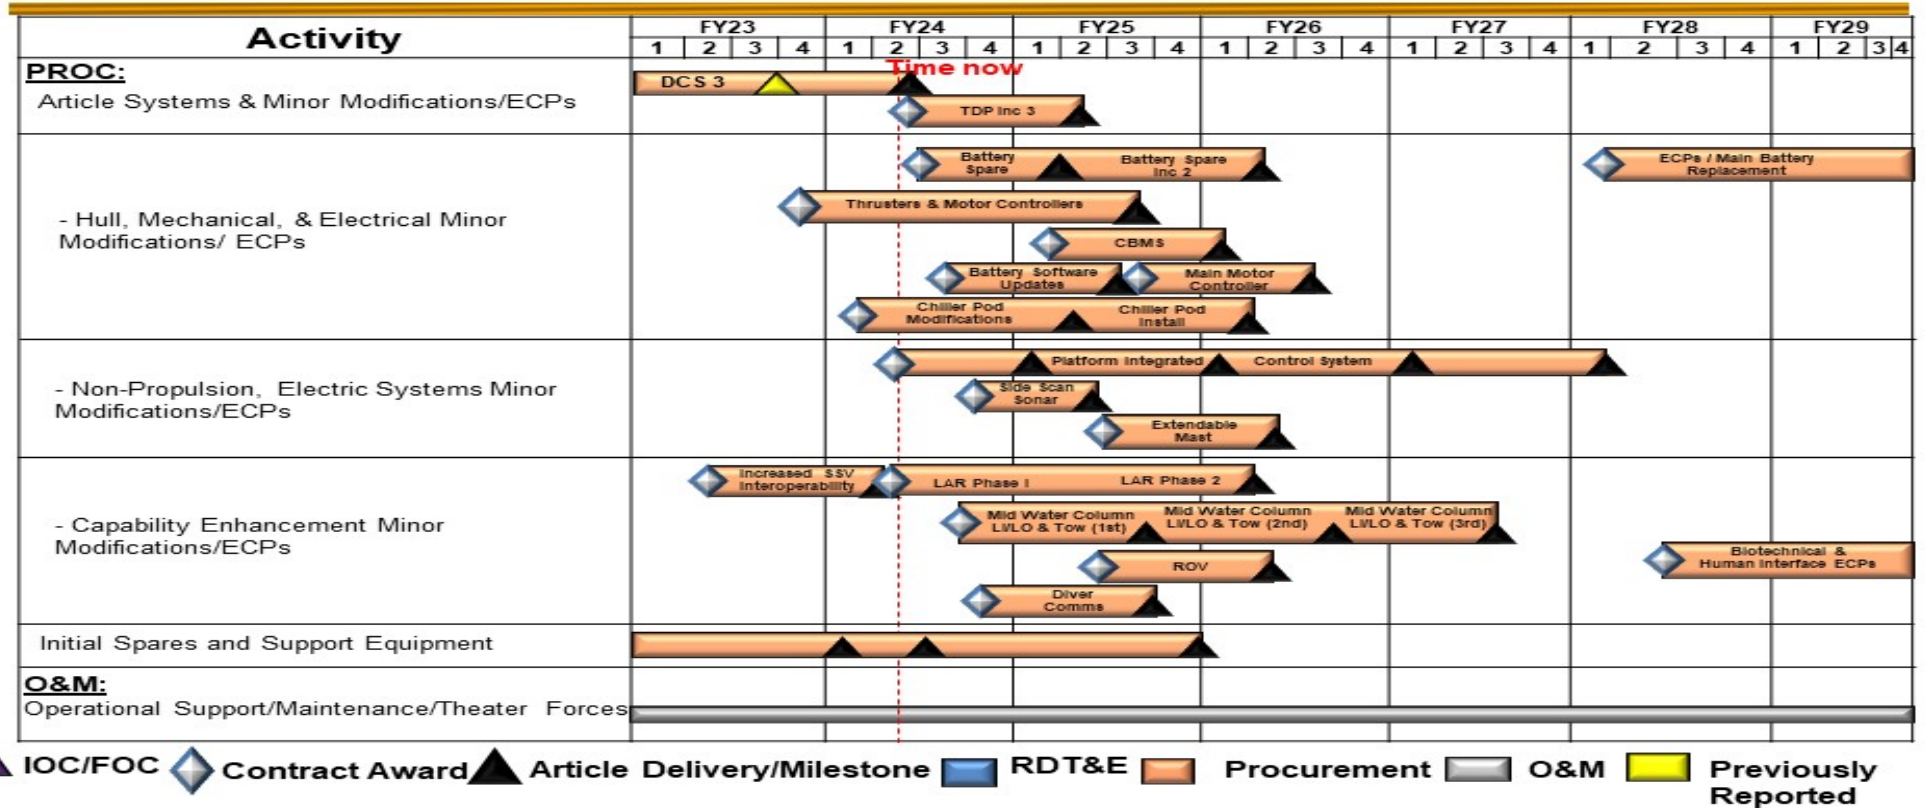 Activity
FY23 FY24 FY25 FY26 FY27 FY28 FY29
1 2 3 4 1 2 3 4 1 2 3 4 1 2 3 4 1 2 3 4 1 2 3 4 1 2 3 4
Time now
PROC:
Article Systems & Minor Modifications/ECPs
DCS 3
TDP Inc 3
- Hull, Mechanical, & Electrical Minor
Modifications/ ECPs
Battery
Spare
Battery Spare
Inc 2
ECPs / Main Battery
Replacement
Thrusters & Motor Controllers
CBMS
Battery Software
Updates
Main Motor
Controller
Chiller Pod
Modifications
Chiller Pod
Install
- Non-Propulsion, Electric Systems Minor
Modifications/ECPs
Platform Integrated Control System
Side Scan
Sonar
Extendable
Mast
- Capability Enhancement Minor
Modifications/ECPs
Increased SSV
Interoperability
LAR Phase I
LAR Phase 2
Mid Water Column
LI/LO & Tow (1st)
Mid Water Column
LI/LO & Tow (2nd)
Mid Water Column
LI/LO & Tow (3rd)
ROV
Biotechnical &
Human Interface ECPs
Diver
Comms
Initial Spares and Support Equipment
O&M:
Operational Support/Maintenance/Theater Forces
IOC/FOC Contract Award Article Delivery/Milestone RDT&E Procurement O&M Previously
Reported